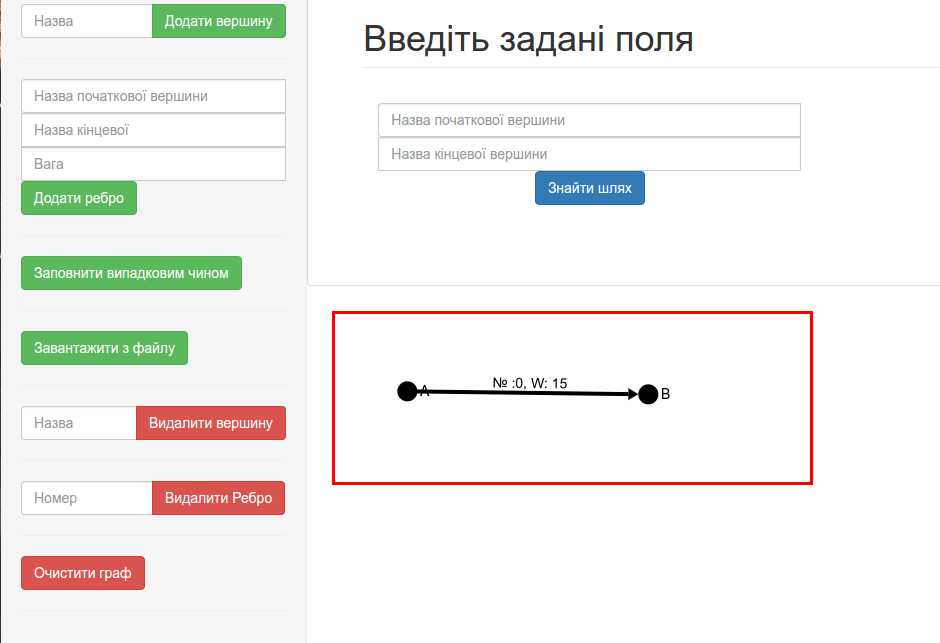 Назва
Додати вершину
Назва початкової вершини
Назва кінцевої
Вага
Додати ребро
Заповнити випадковим чином
Завантажити з файлу
Назва
Видалити вершину
Номер
Видалити Ребро
Очистити граф
Введіть задані поля
Назва початкової вершини
Назва кінцевої вершини
Знайти шлях
A
№ :0, W: 15
B